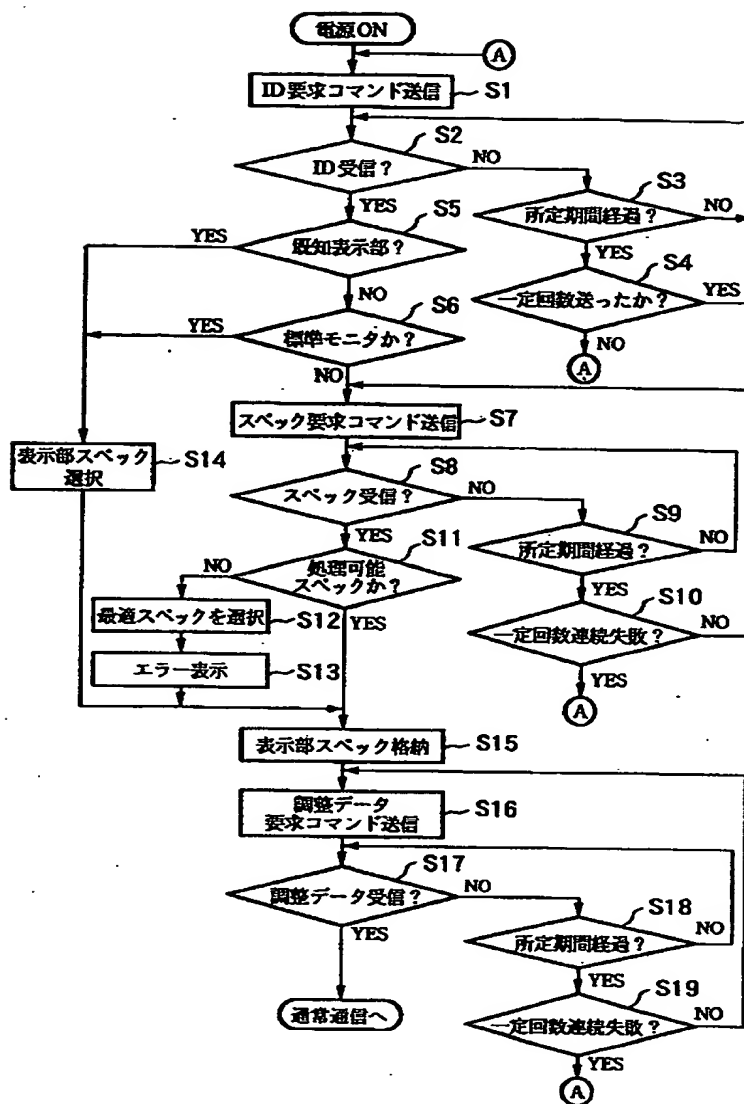 電源ON
A
ID要求コマンド送信
S1
S2
ID受信?
NO
YES
S3
所定期間経過?
NO
YES
S5
既知表示部?
YES
NO
S4
一定回数送ったか?
YES
NO
A
S6
標準モニタか?
YES
NO
スペック要求コマンド送信
S7
表示部スペック
選択
S14
S8
スペック受信?
NO
YES
S9
所定期間経過?
NO
YES
S11
処理可能
スペックか?
NO
YES
S10
一定回数連続失敗?
NO
YES
A
最適スペックを選択
S12
エラー表示
S13
表示部スペック格納
S15
調整データ
要求コマンド送信
S16
S17
調整データ受信?
NO
YES
S18
所定期間経過?
NO
YES
S19
一定回数連続失敗?
NO
YES
A
通常通信へ